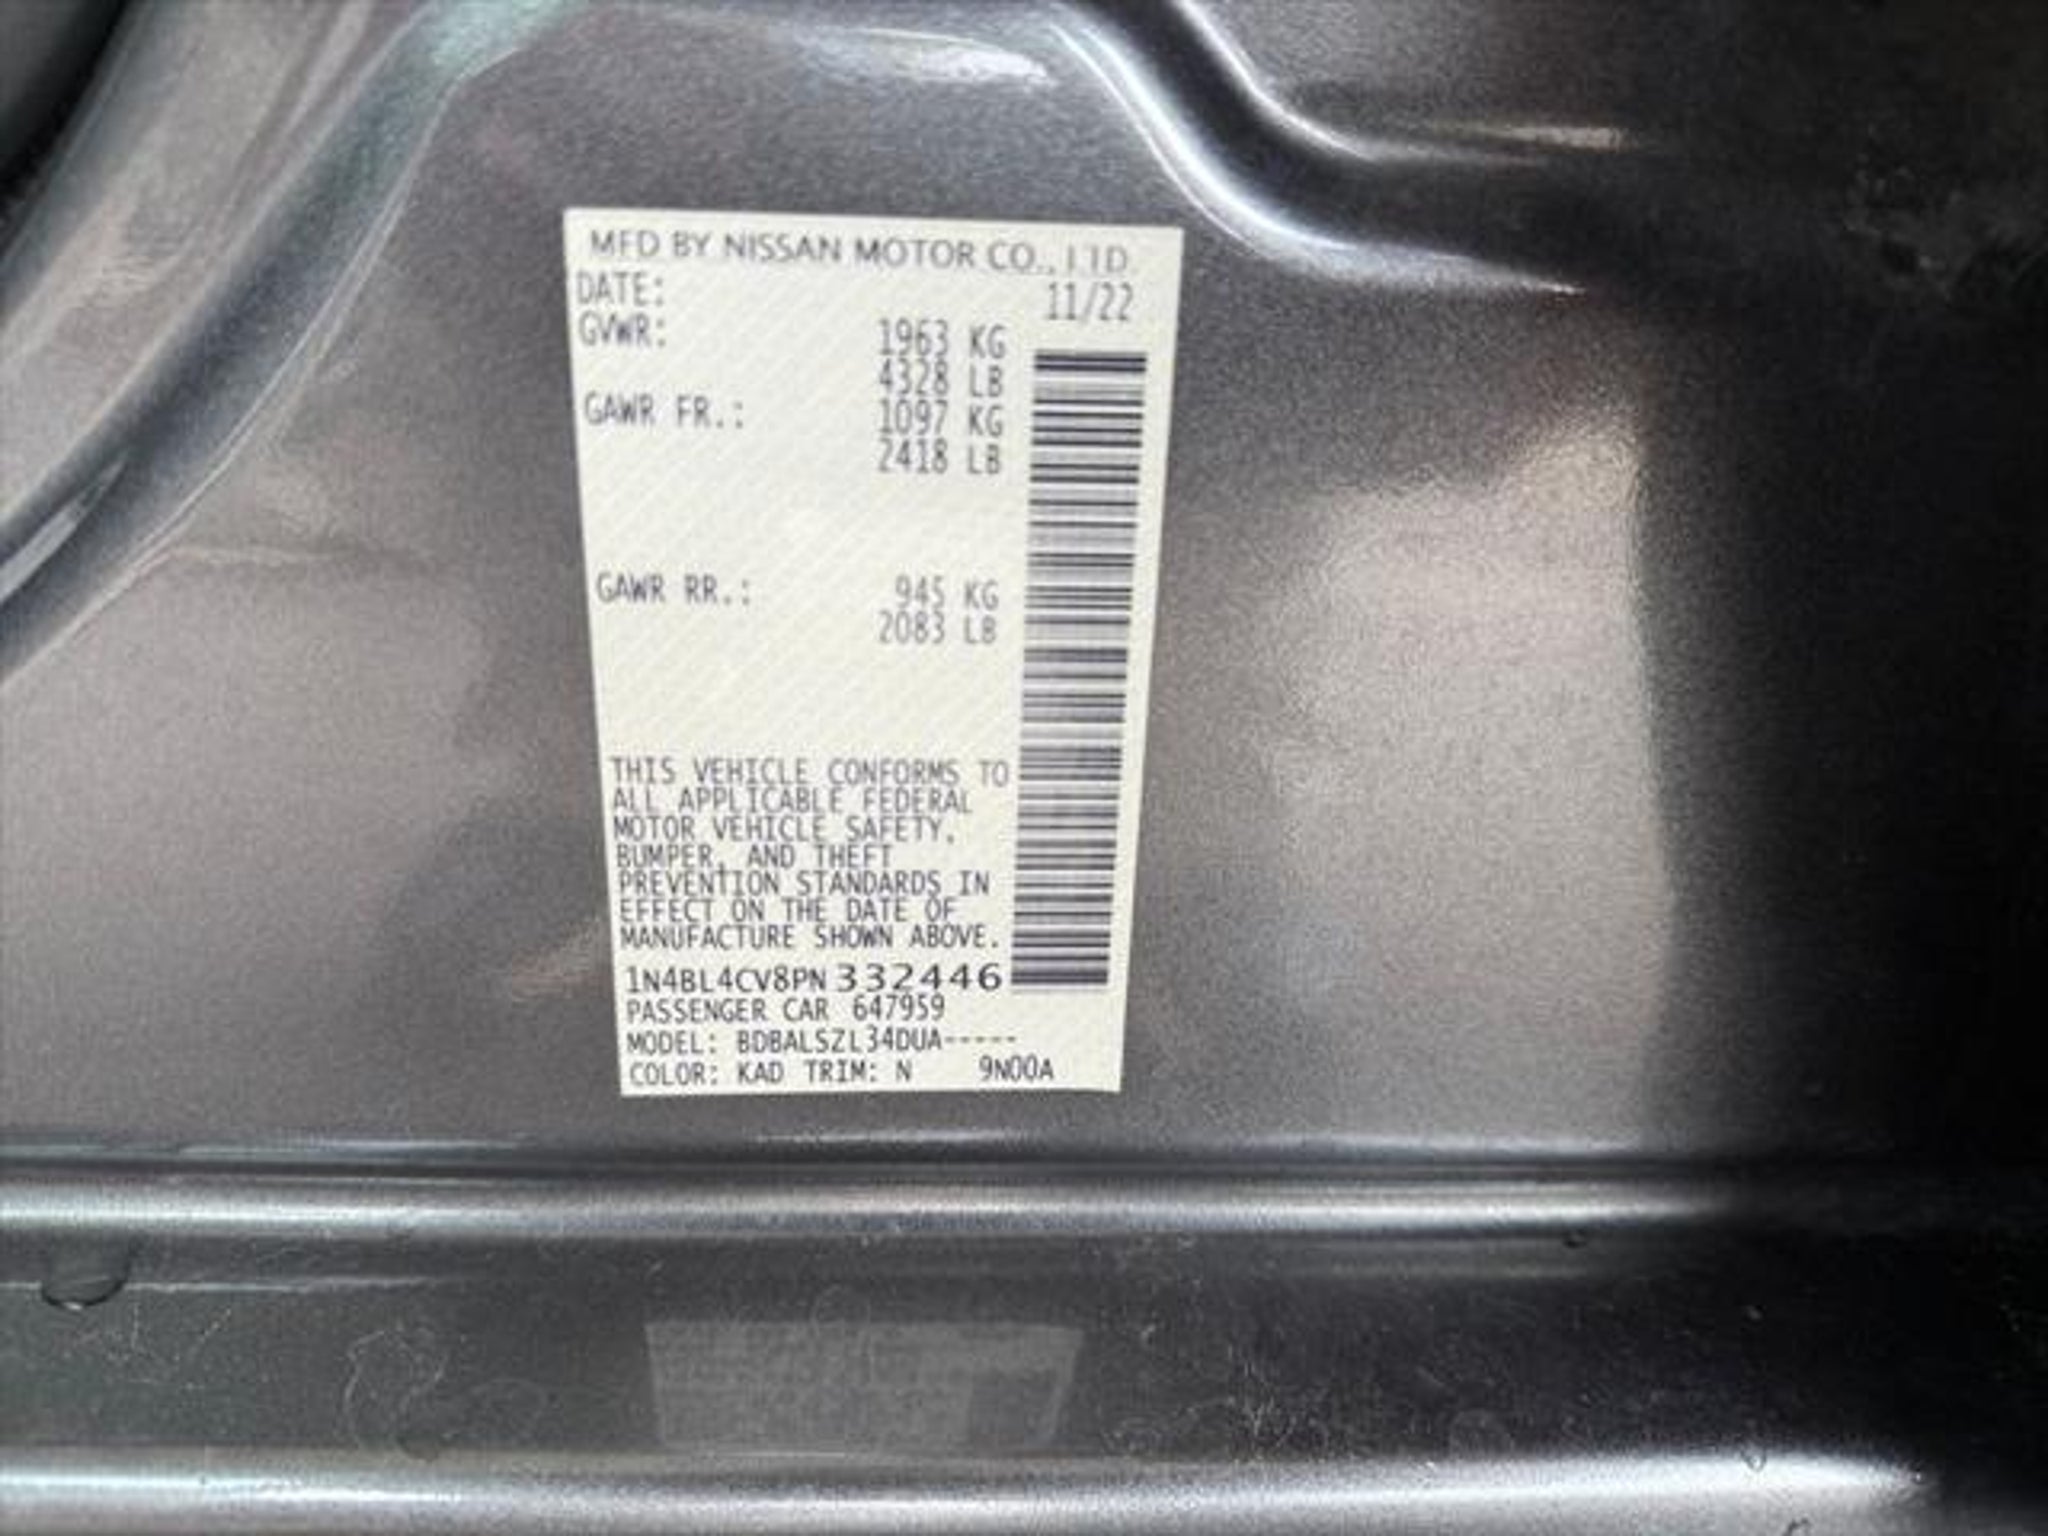 MFD BY NISSAN MOTOR CO., LTD.
DATE: 11/22
GVWR: 1963 KG
4328 LB
GAWR FR.: 1097 KG
2418 LB
GAWR RR.: 945 KG
2083 LB
THIS VEHICLE CONFORMS TO
ALL APPLICABLE FEDERAL
MOTOR VEHICLE SAFETY,
BUMPER, AND THEFT
PREVENTION STANDARDS IN
EFFECT ON THE DATE OF
MANUFACTURE SHOWN ABOVE.
1N4BL4CV8PN332446
PASSENGER CAR 647959
MODEL: BDBALSZL34DUA-----
COLOR: KAD TRIM: N 9N00A